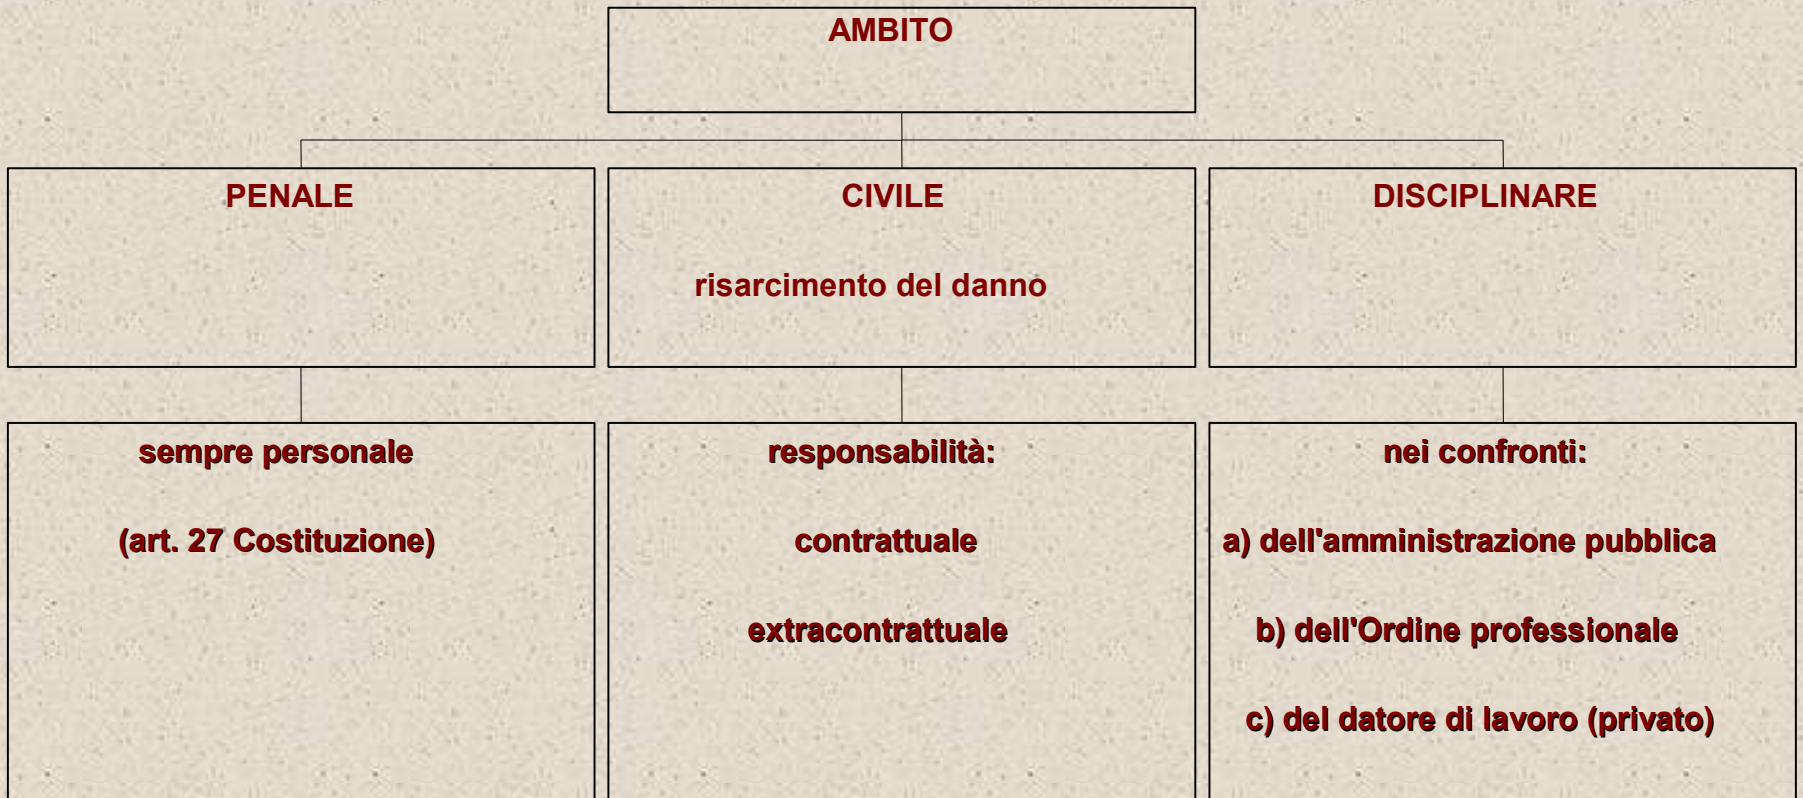 AMBITO
PENALE
CIVILE
risarcimento del danno
DISCIPLINARE
sempre personale
(art. 27 Costituzione)
responsabilità:
contrattuale
extracontrattuale
nei confronti:
a) dell'amministrazione pubblica
b) dell'Ordine professionale
c) del datore di lavoro (privato)